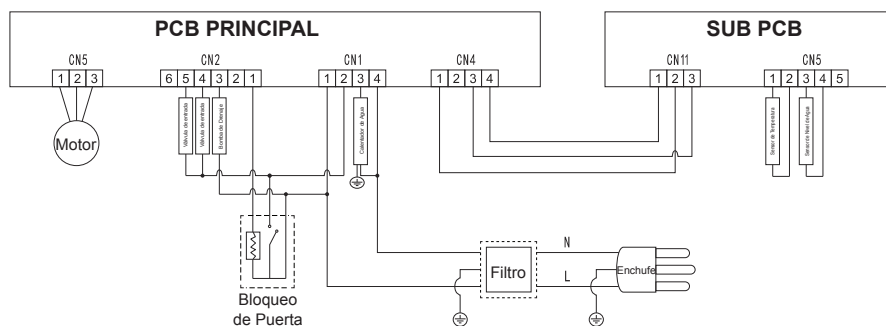 PCB PRINCIPAL
SUB PCB
CN5
CN2
CN1
CN4
CN11
CN5
1 2 3
6 5 4 3 2 1
1 2 3 4
1 2 3 4
1 2 3
1 2 3 4 5
Válvula de entrada
Válvula de entrada
Bomba de Drenaje
Calentador de Agua
Sensor de Temperatura
Sensor de Nivel de Agua
Motor
N
Filtro
Enchufe
L
Bloqueo
de Puerta